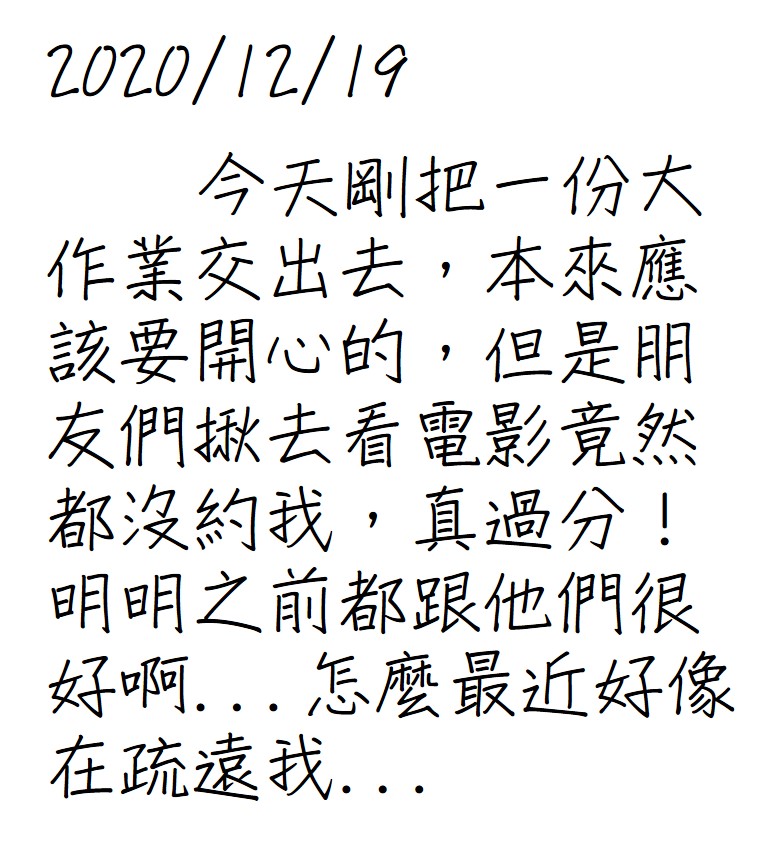 2020/12/19
今天剛把一份大
作業交出去，本來應
該要開心的，但是朋
友們揪去看電影竟然
都沒約我，真過分！
明明之前都跟他們很
好啊...怎麼最近好像
在疏遠我...